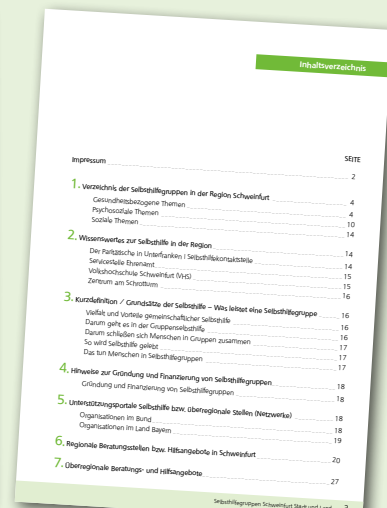 Inhaltsverzeichnis
SEITE
Impressum 2
1. Verzeichnis der Selbsthilfegruppen in der Region Schweinfurt 4
Gesundheitsbezogene Themen 4
Psychosoziale Themen 10
Soziale Themen 14
2. Wissenswertes zur Selbsthilfe in der Region 14
Der Paritätische in Unterfranken | Selbsthilfekontaktstelle 14
Servicestelle Ehrenamt 15
Volkshochschule Schweinfurt (VHS) 15
Zentrum am Schrotturm 16
3. Kurzdefinition / Grundsätze der Selbsthilfe – Was leistet eine Selbsthilfegruppe 16
Vielfalt und Vorteile gemeinschaftlicher Selbsthilfe 16
Darum geht es in der Gruppenselbsthilfe 16
Darum schließen sich Menschen in Gruppen zusammen 17
So wird Selbsthilfe gelebt 17
Das tun Menschen in Selbsthilfegruppen 17
4. Hinweise zur Gründung und Finanzierung von Selbsthilfegruppen 18
Gründung und Finanzierung von Selbsthilfegruppen 18
5. Unterstützungsportale Selbsthilfe bzw. überregionale Stellen (Netzwerke) 18
Organisationen im Bund 18
Organisationen im Land Bayern 19
6. Regionale Beratungsstellen bzw. Hilfsangebote in Schweinfurt 20
7. Überregionale Beratungs- und Hilfsangebote 27
Selbsthilfegruppen Schweinfurt Stadt und Land 3